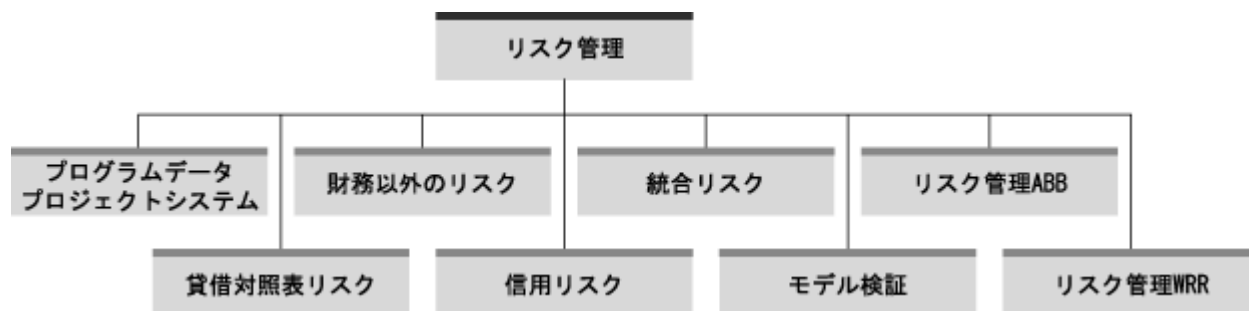 リスク管理
プログラムデータ
プロジェクトシステム
財務以外のリスク
統合リスク
リスク管理ABB
貸借対照表リスク
信用リスク
モデル検証
リスク管理WRR